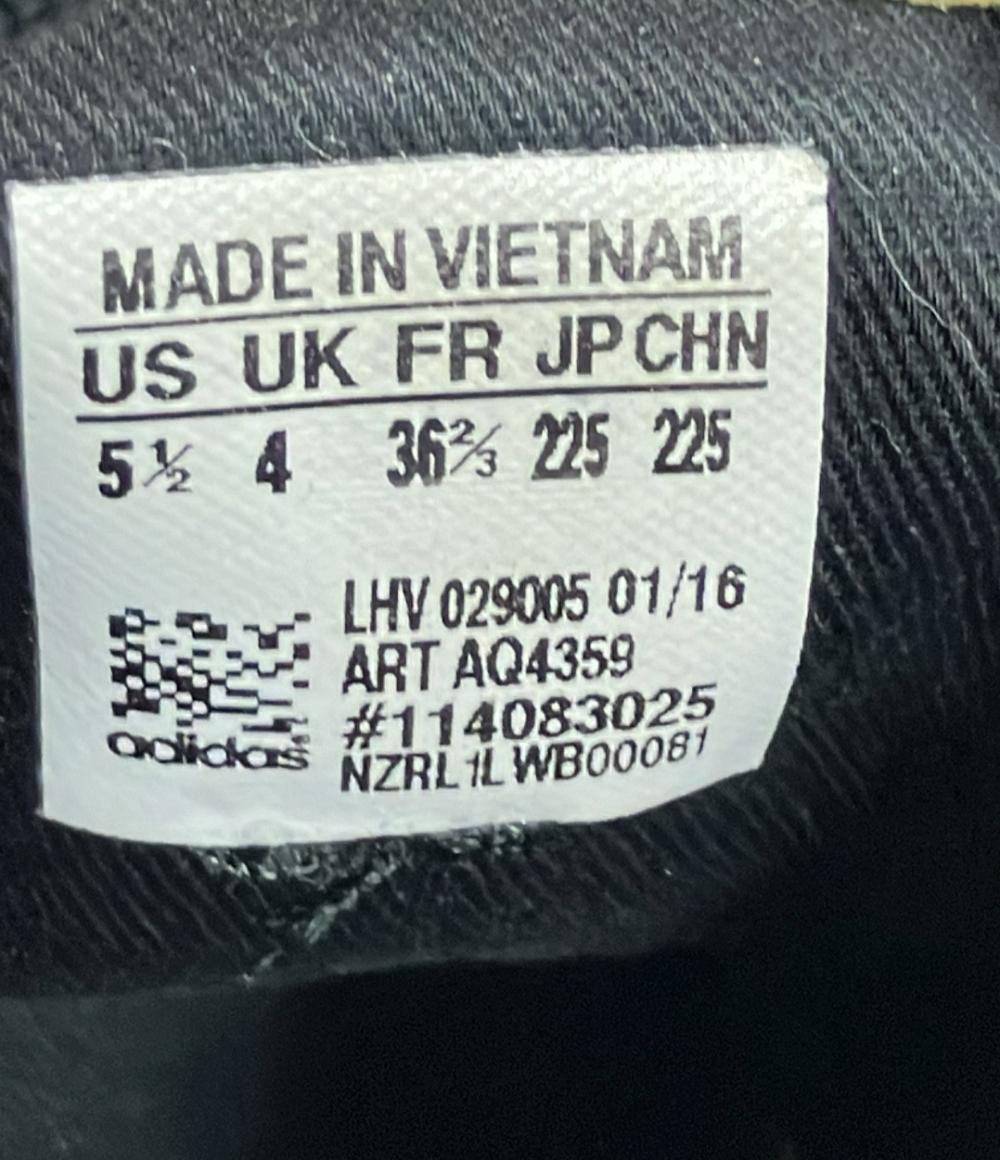 MADE IN VIETNAM
US UK FR JP CHN
5½ 4 36⅔ 225 225
LHV 029005 01/16
ART AQ4359
#114083025
NZRL1LWB00081
adidas